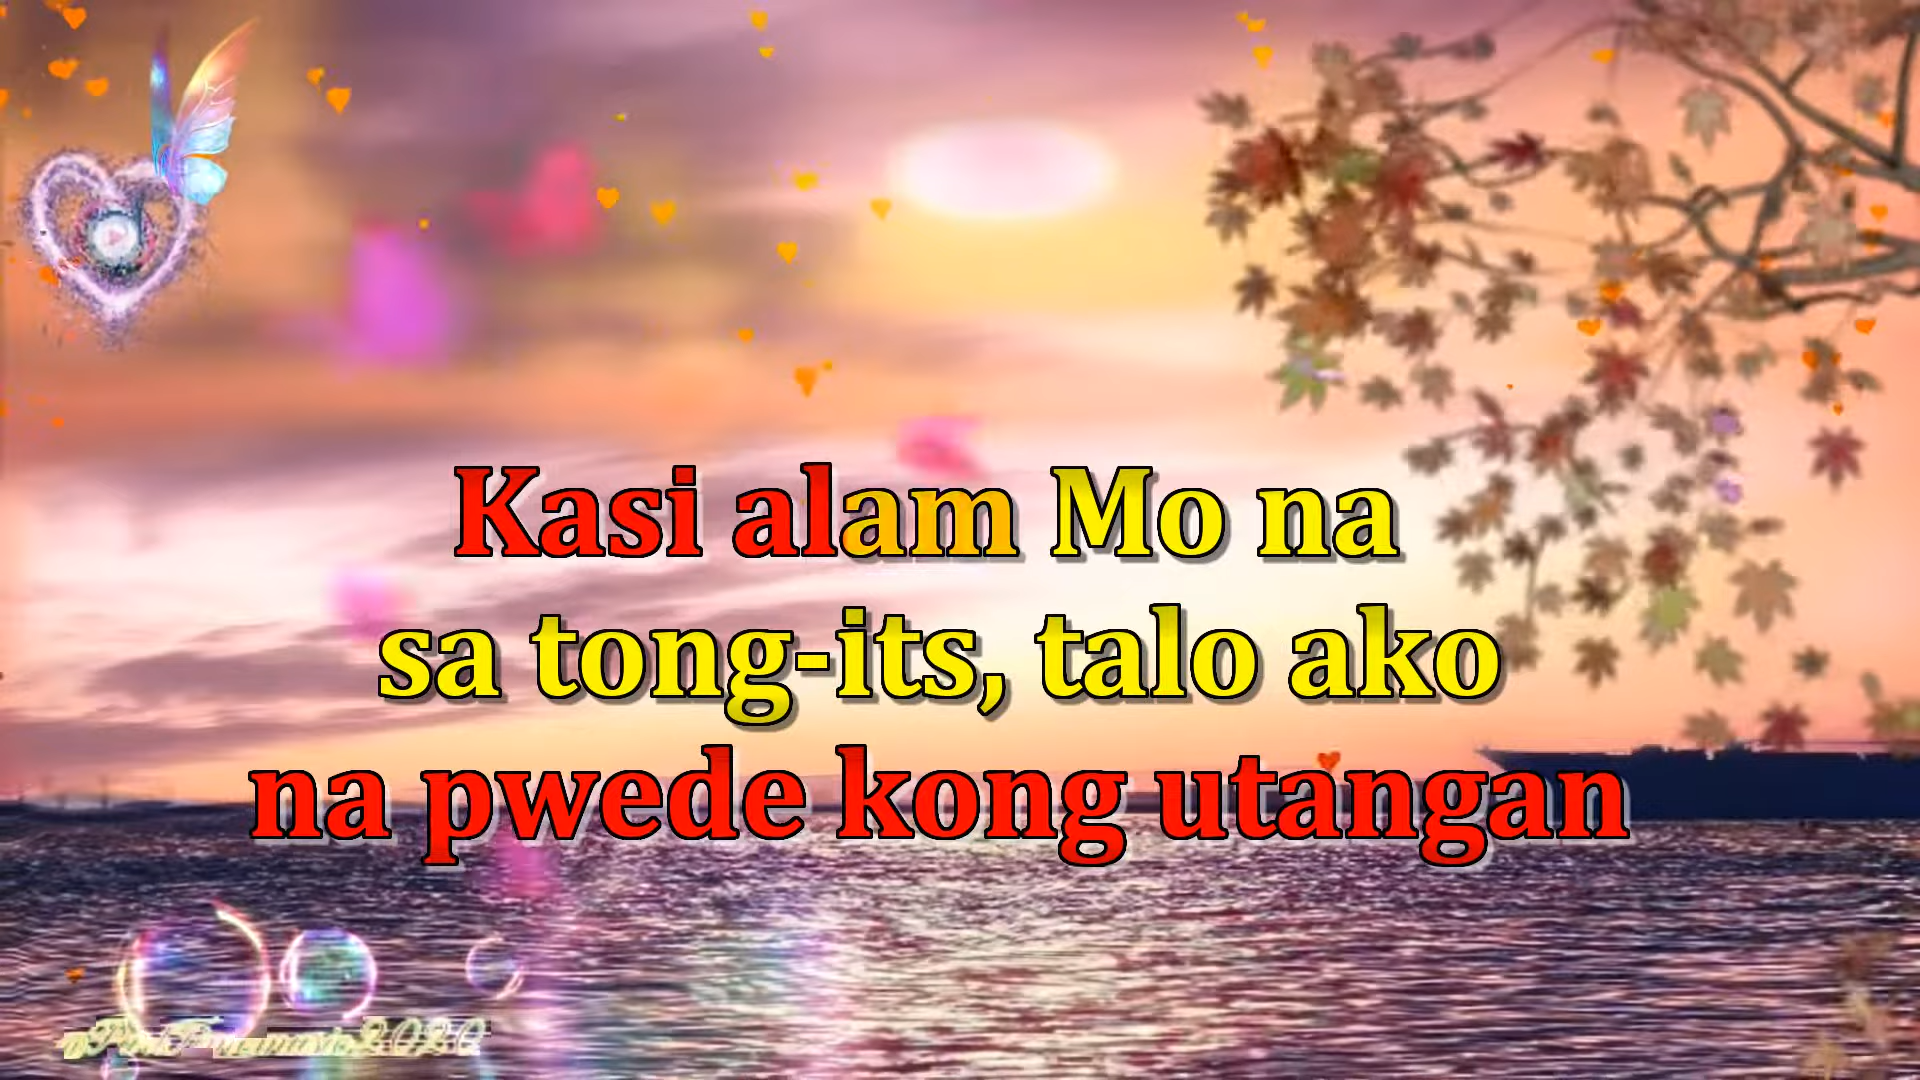 Kasi alam Mo na
sa tong-its, talo ako
na pwede kong utangan